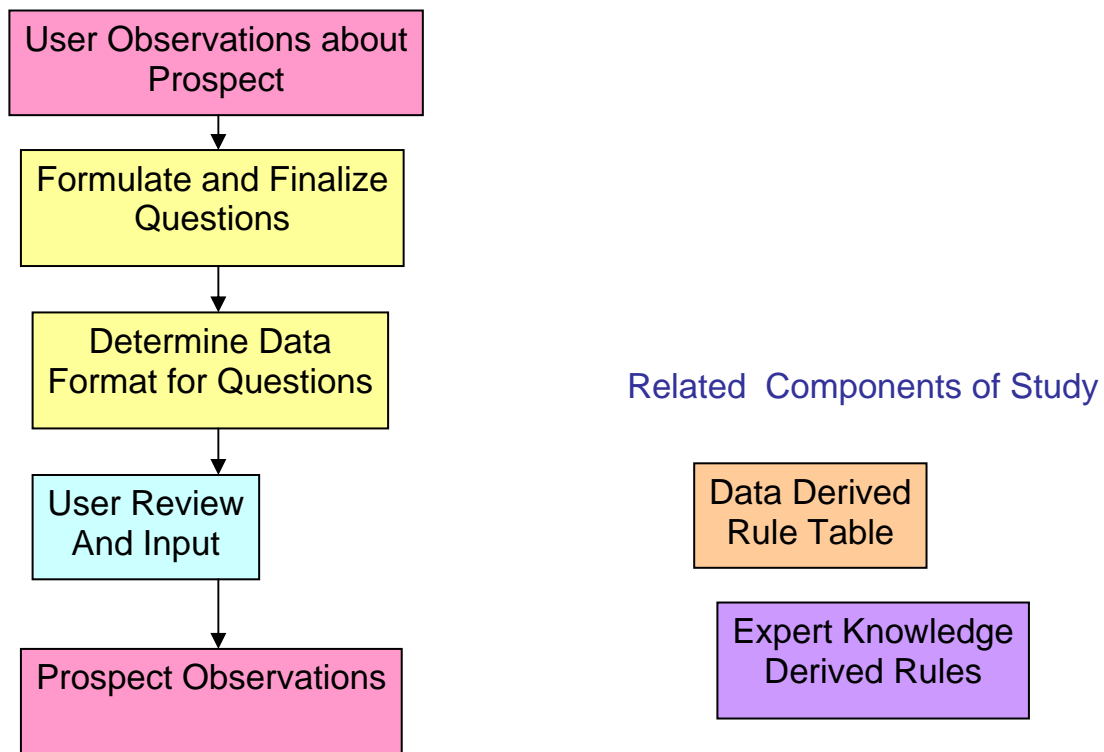 User Observations about
Prospect
Formulate and Finalize
Questions
Determine Data
Format for Questions
User Review
And Input
Prospect Observations
Related  Components of Study
Data Derived
Rule Table
Expert Knowledge
Derived Rules